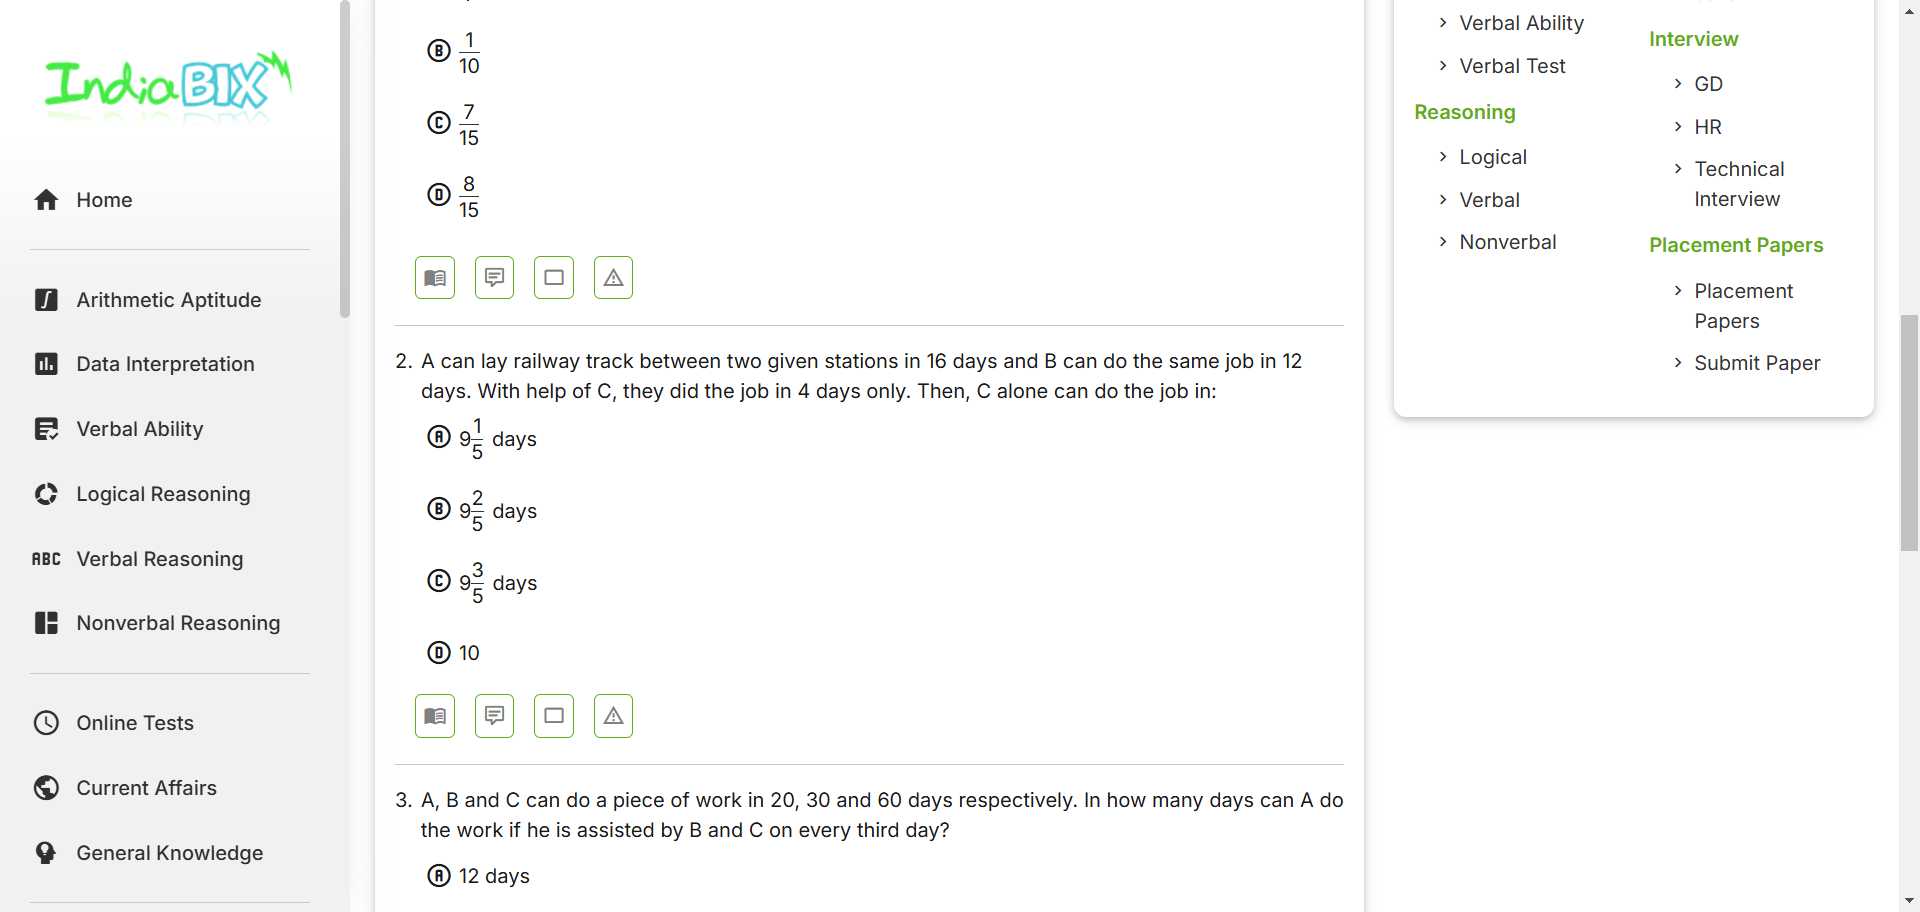 IndiaBIX
Home
Arithmetic Aptitude
Data Interpretation
Verbal Ability
Logical Reasoning
ABC Verbal Reasoning
Nonverbal Reasoning
Online Tests
Current Affairs
General Knowledge
B 1/10
C 7/15
D 8/15
2. A can lay railway track between two given stations in 16 days and B can do the same job in 12
days. With help of C, they did the job in 4 days only. Then, C alone can do the job in:
A 9 1/5 days
B 9 2/5 days
C 9 3/5 days
D 10
3. A, B and C can do a piece of work in 20, 30 and 60 days respectively. In how many days can A do
the work if he is assisted by B and C on every third day?
A 12 days
Verbal Ability
Verbal Test
Reasoning
Logical
Verbal
Nonverbal
Interview
GD
HR
Technical
Interview
Placement Papers
Placement
Papers
Submit Paper